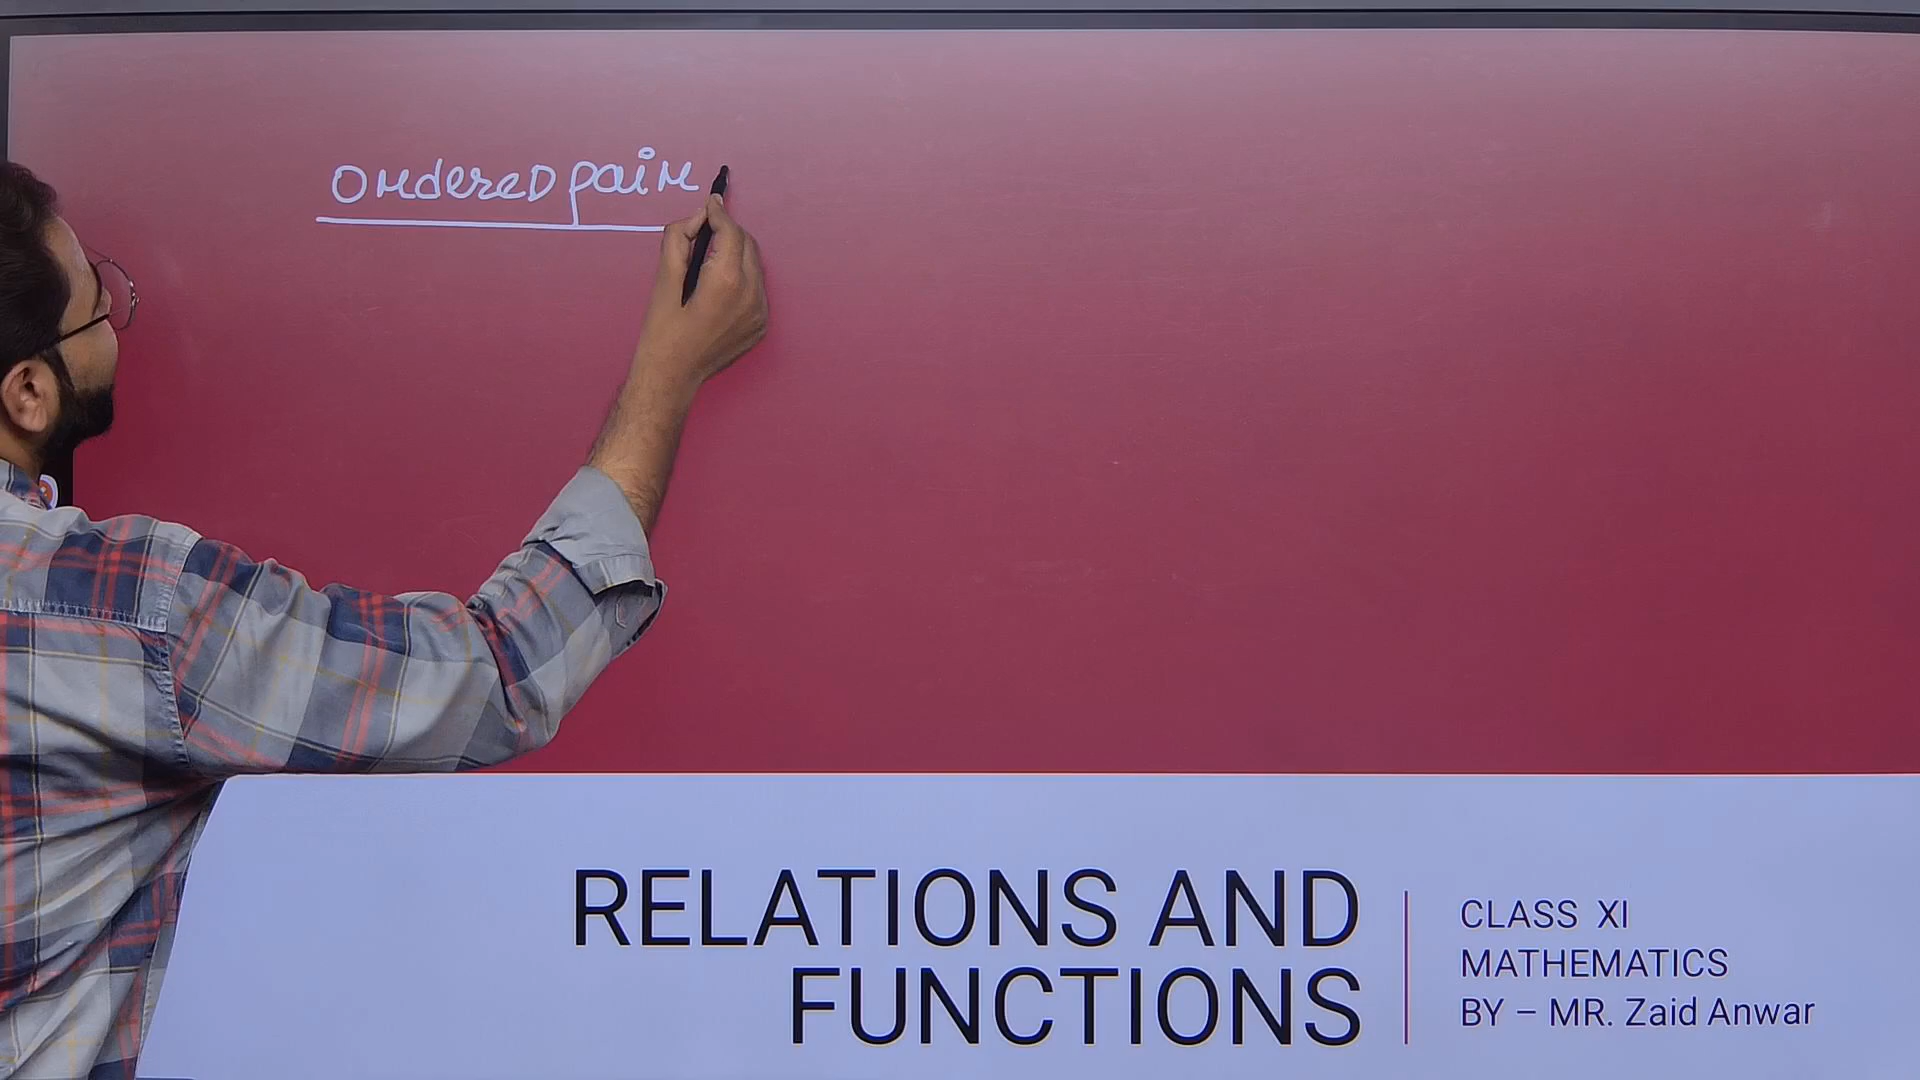 Ordered pair
RELATIONS AND
FUNCTIONS
CLASS XI
MATHEMATICS
BY – MR. Zaid Anwar